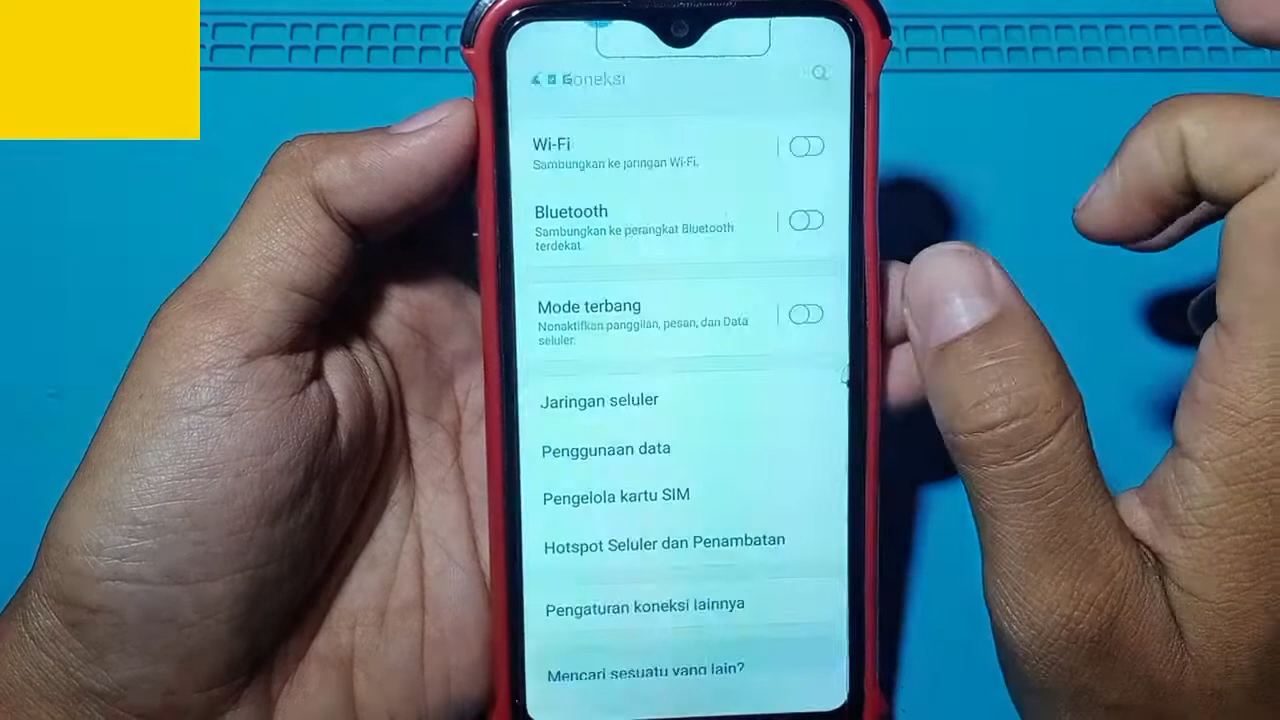 Koneksi
Wi-Fi
Sambungkan ke jaringan Wi-Fi.
Bluetooth
Sambungkan ke perangkat Bluetooth
terdekat.
Mode terbang
Nonaktifkan panggilan, pesan, dan Data
seluler.
Jaringan seluler
Penggunaan data
Pengelola kartu SIM
Hotspot Seluler dan Penambatan
Pengaturan koneksi lainnya
Mencari sesuatu yang lain?